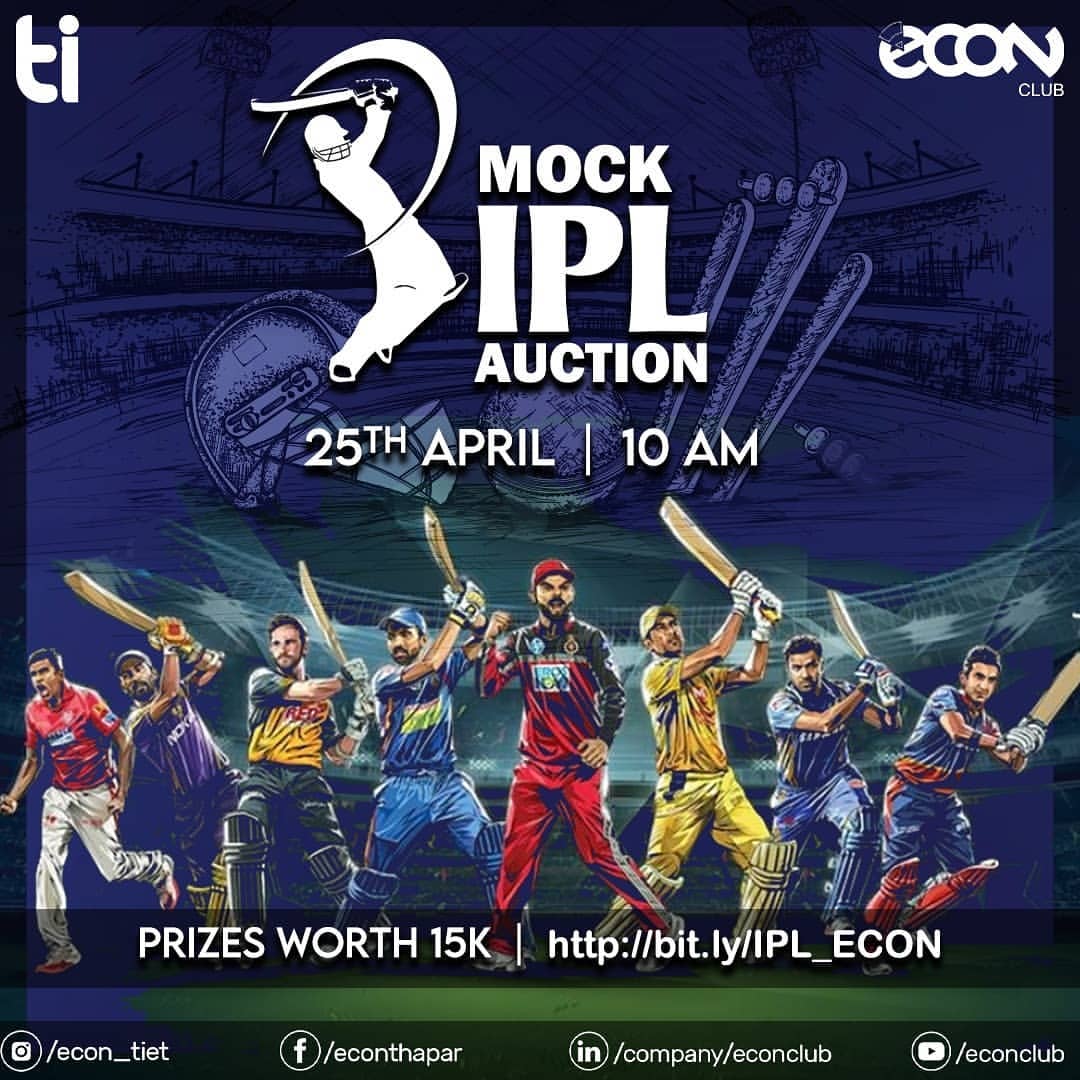 ti
econ
CLUB
MOCK
IPL
AUCTION
25TH APRIL | 10 AM
PRIZES WORTH 15K | http://bit.ly/IPL_ECON
/econ_tiet
/econthapar
/company/econclub
/econclub